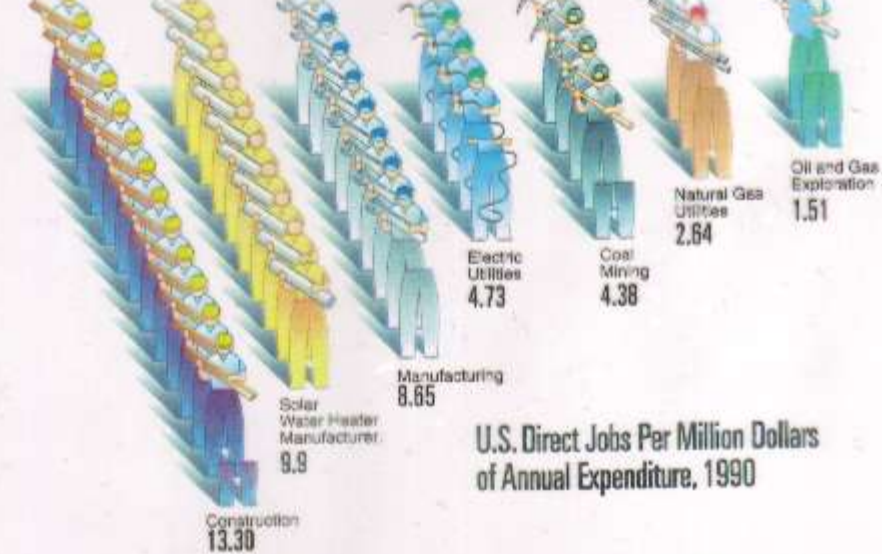 Construction
13.30
Solar
Water Heater
Manufacturer
9.9
Manufacturing
8.65
Electric
Utilities
4.73
Coal
Mining
4.38
Natural Gas
Utilities
2.64
Oil and Gas
Exploration
1.51
U.S. Direct Jobs Per Million Dollars
of Annual Expenditure, 1990